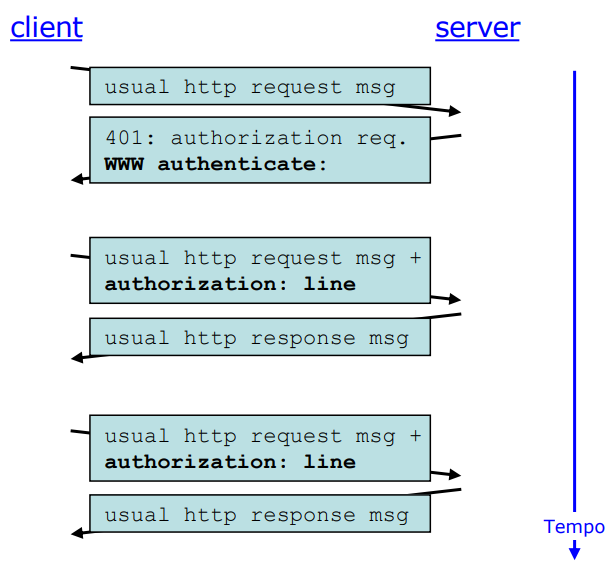 client
server
usual http request msg
401: authorization req.
WWW authenticate:
usual http request msg +
authorization: line
usual http response msg
usual http request msg +
authorization: line
usual http response msg
Tempo